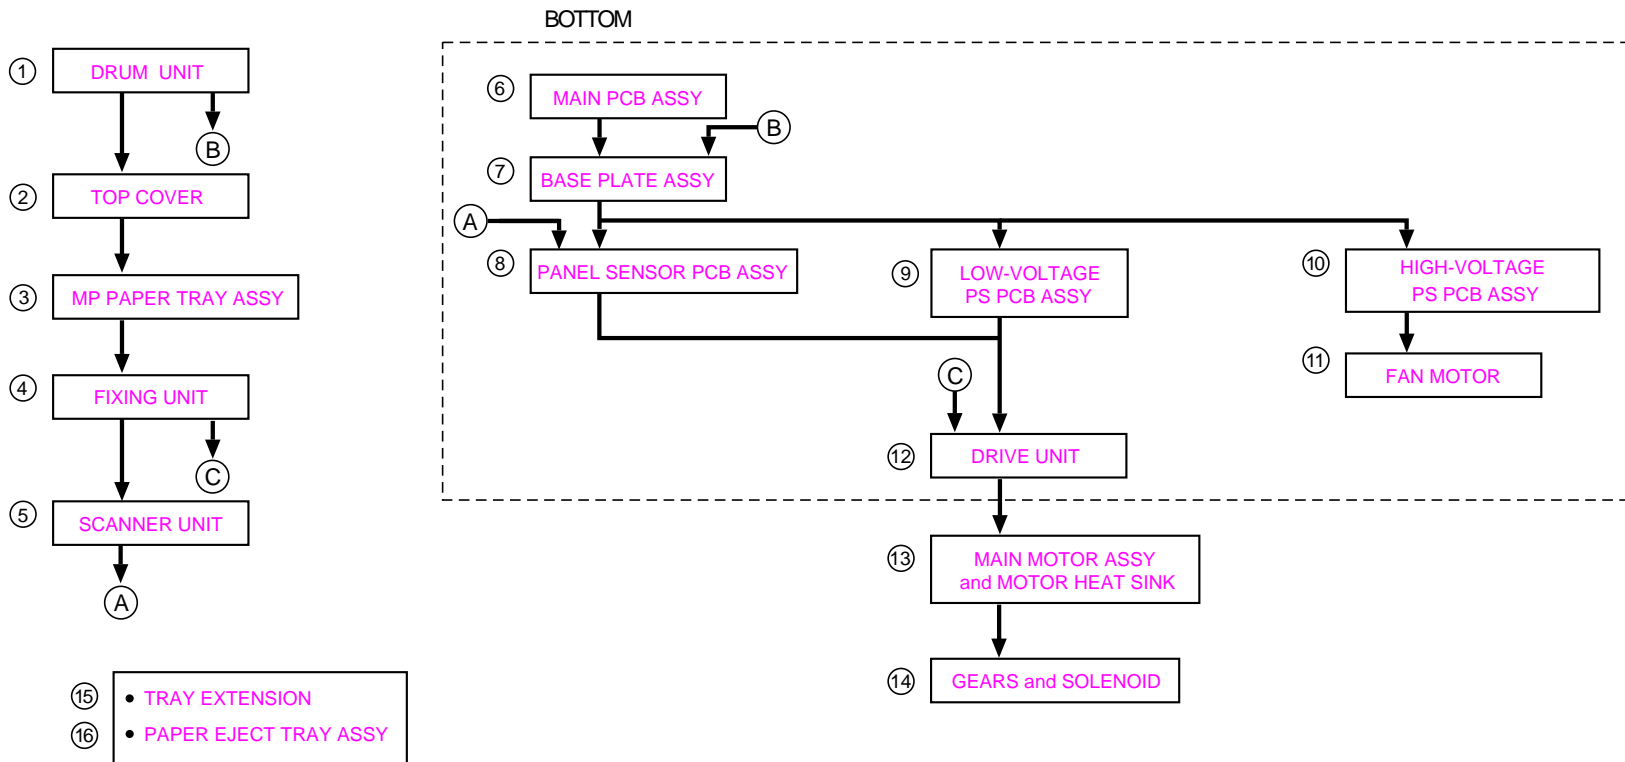 BOTTOM
1 DRUM UNIT
B
2 TOP COVER
3 MP PAPER TRAY ASSY
4 FIXING UNIT
C
5 SCANNER UNIT
A
6 MAIN PCB ASSY
B
7 BASE PLATE ASSY
A
8 PANEL SENSOR PCB ASSY
9 LOW-VOLTAGE
PS PCB ASSY
10 HIGH-VOLTAGE
PS PCB ASSY
11 FAN MOTOR
C
12 DRIVE UNIT
13 MAIN MOTOR ASSY
and MOTOR HEAT SINK
14 GEARS and SOLENOID
15 • TRAY EXTENSION
16 • PAPER EJECT TRAY ASSY